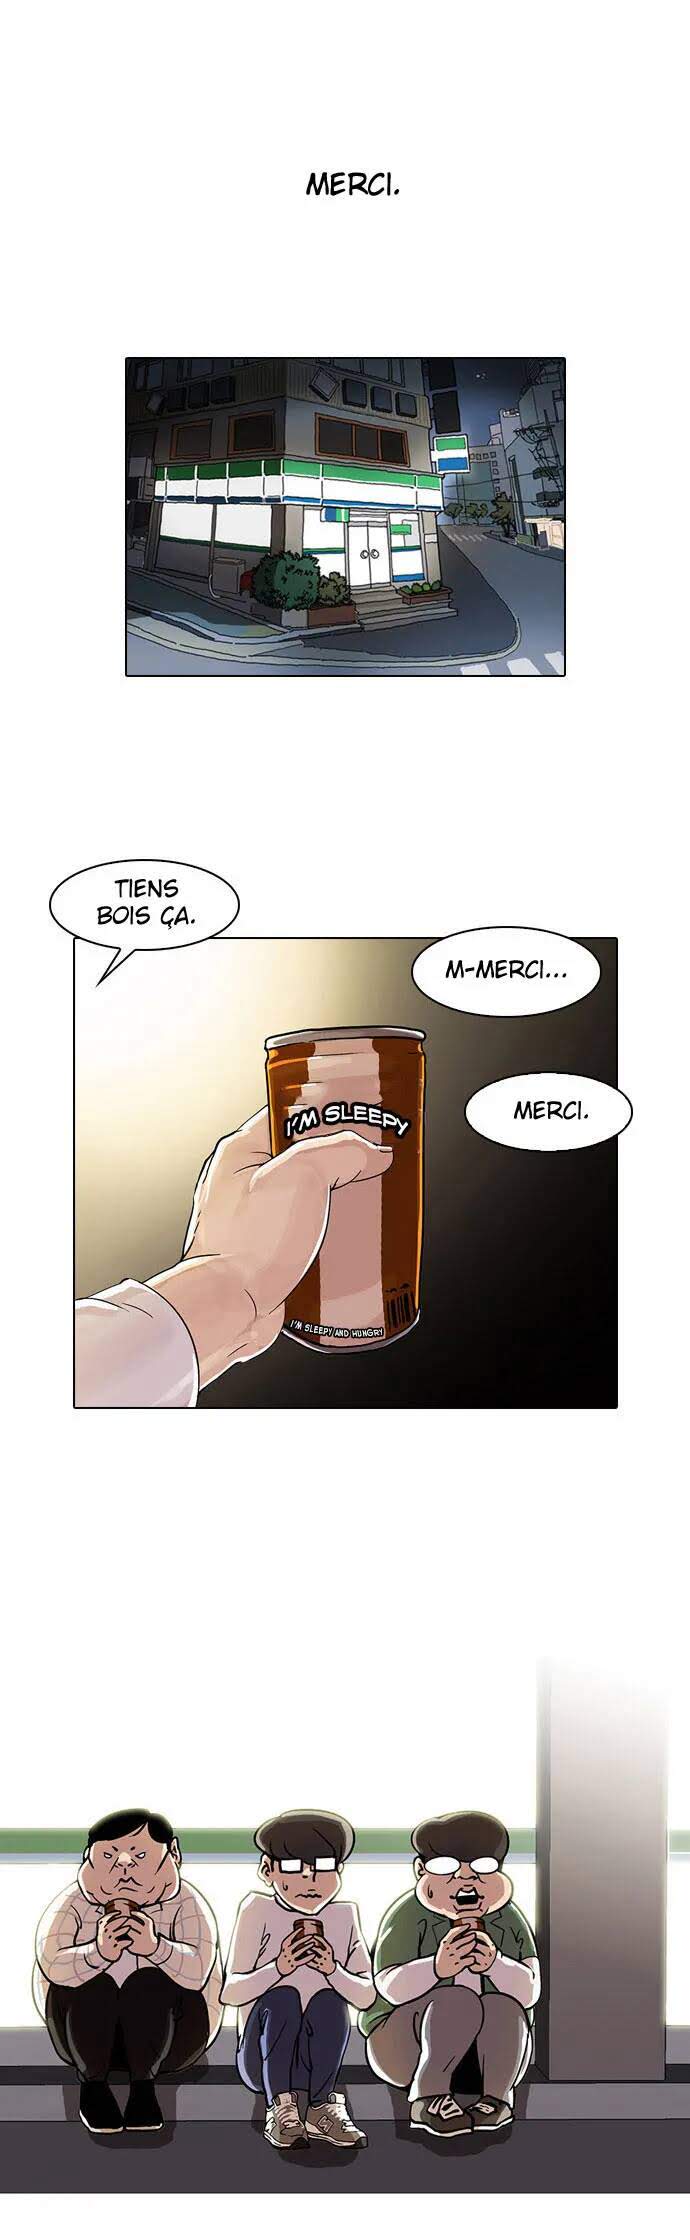 MERCI.
TIENS
BOIS ÇA.
M-MERCI...
MERCI.
I'M SLEEPY
I'M SLEEPY AND HUNGRY